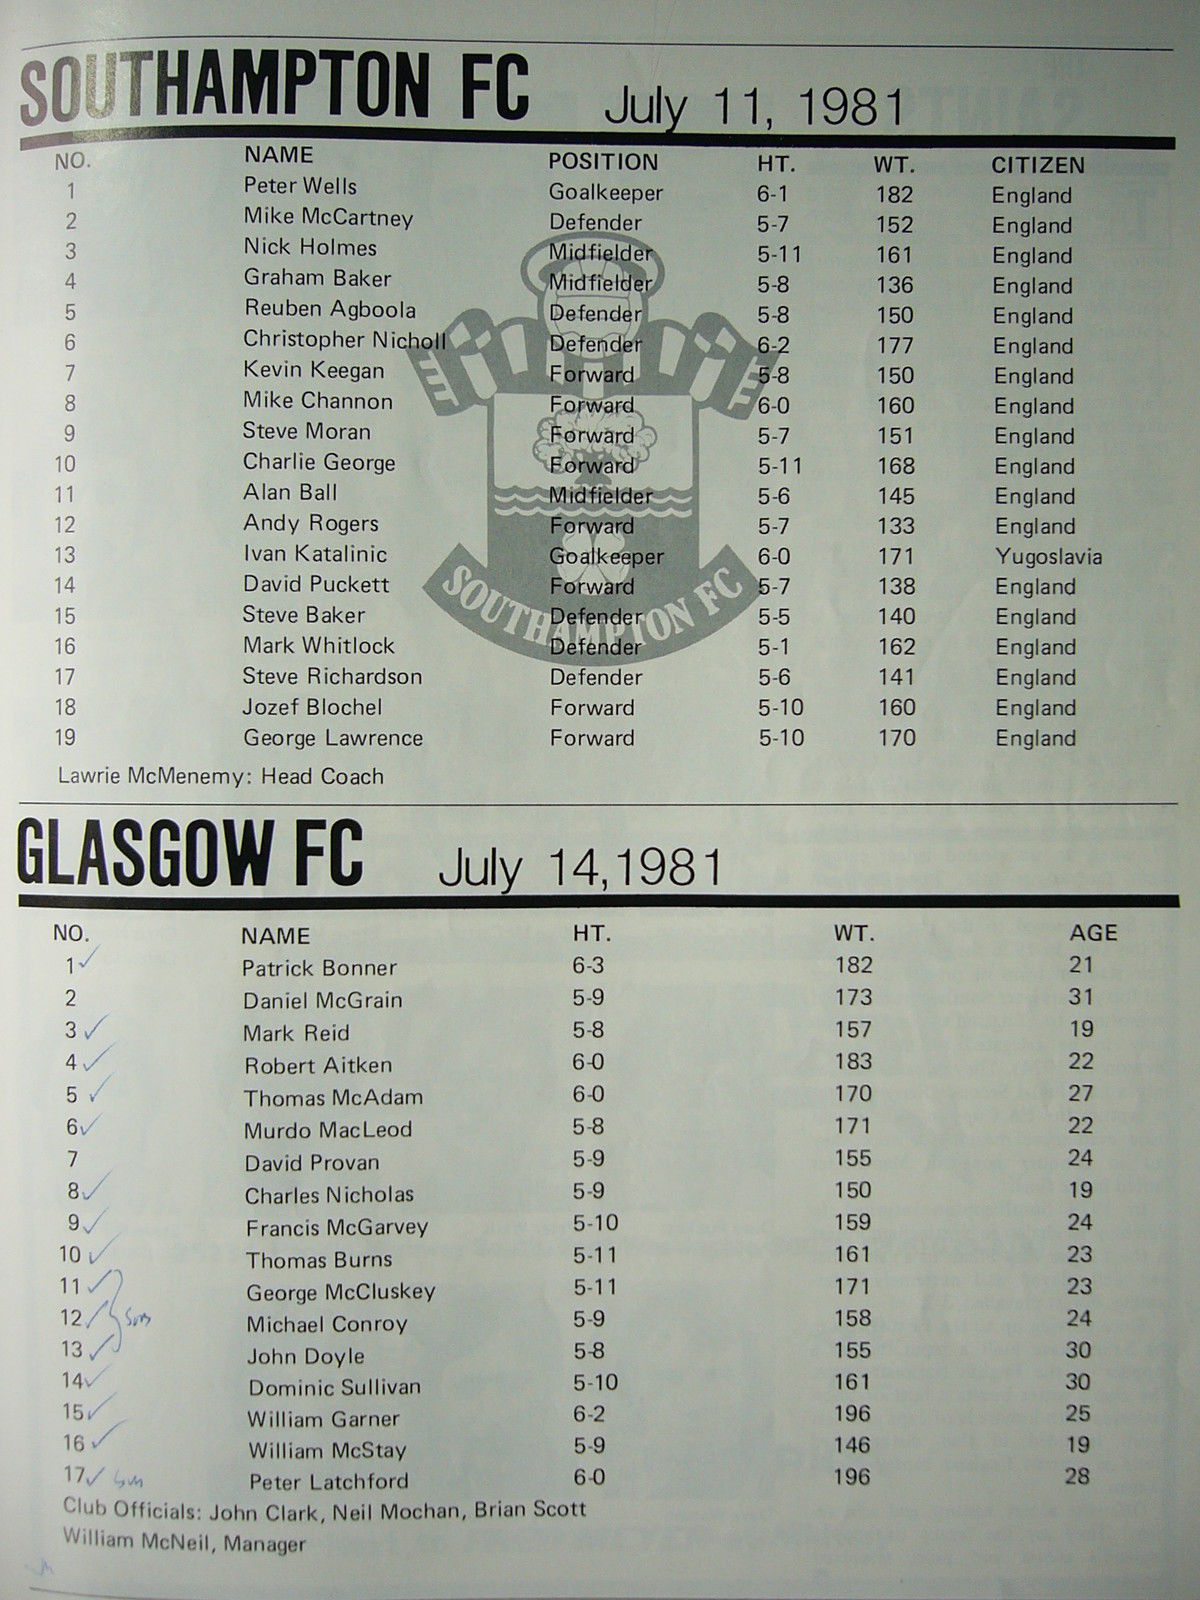 SOUTHAMPTON FC July 11, 1981
NO. NAME POSITION HT. WT. CITIZEN
1 Peter Wells Goalkeeper 6-1 182 England
2 Mike McCartney Defender 5-7 152 England
3 Nick Holmes Midfielder 5-11 161 England
4 Graham Baker Midfielder 5-8 136 England
5 Reuben Agboola Defender 5-8 150 England
6 Christopher Nicholl Defender 6-2 177 England
7 Kevin Keegan Forward 5-8 150 England
8 Mike Channon Forward 6-0 160 England
9 Steve Moran Forward 5-7 151 England
10 Charlie George Forward 5-11 168 England
11 Alan Ball Midfielder 5-6 145 England
12 Andy Rogers Forward 5-7 133 England
13 Ivan Katalinic Goalkeeper 6-0 171 Yugoslavia
14 David Puckett Forward 5-7 138 England
15 Steve Baker Defender 5-5 140 England
16 Mark Whitlock Defender 5-1 162 England
17 Steve Richardson Defender 5-6 141 England
18 Jozef Blochel Forward 5-10 160 England
19 George Lawrence Forward 5-10 170 England
SOUTHAMPTON FC
Lawrie McMenemy: Head Coach
GLASGOW FC July 14,1981
NO. NAME HT. WT. AGE
1 Patrick Bonner 6-3 182 21
2 Daniel McGrain 5-9 173 31
3 Mark Reid 5-8 157 19
4 Robert Aitken 6-0 183 22
5 Thomas McAdam 6-0 170 27
6 Murdo MacLeod 5-8 171 22
7 David Provan 5-9 155 24
8 Charles Nicholas 5-9 150 19
9 Francis McGarvey 5-10 159 24
10 Thomas Burns 5-11 161 23
11 George McCluskey 5-11 171 23
12 Michael Conroy 5-9 158 24
13 John Doyle 5-8 155 30
14 Dominic Sullivan 5-10 161 30
15 William Garner 6-2 196 25
16 William McStay 5-9 146 19
17 Peter Latchford 6-0 196 28
Club Officials: John Clark, Neil Mochan, Brian Scott
William McNeil, Manager